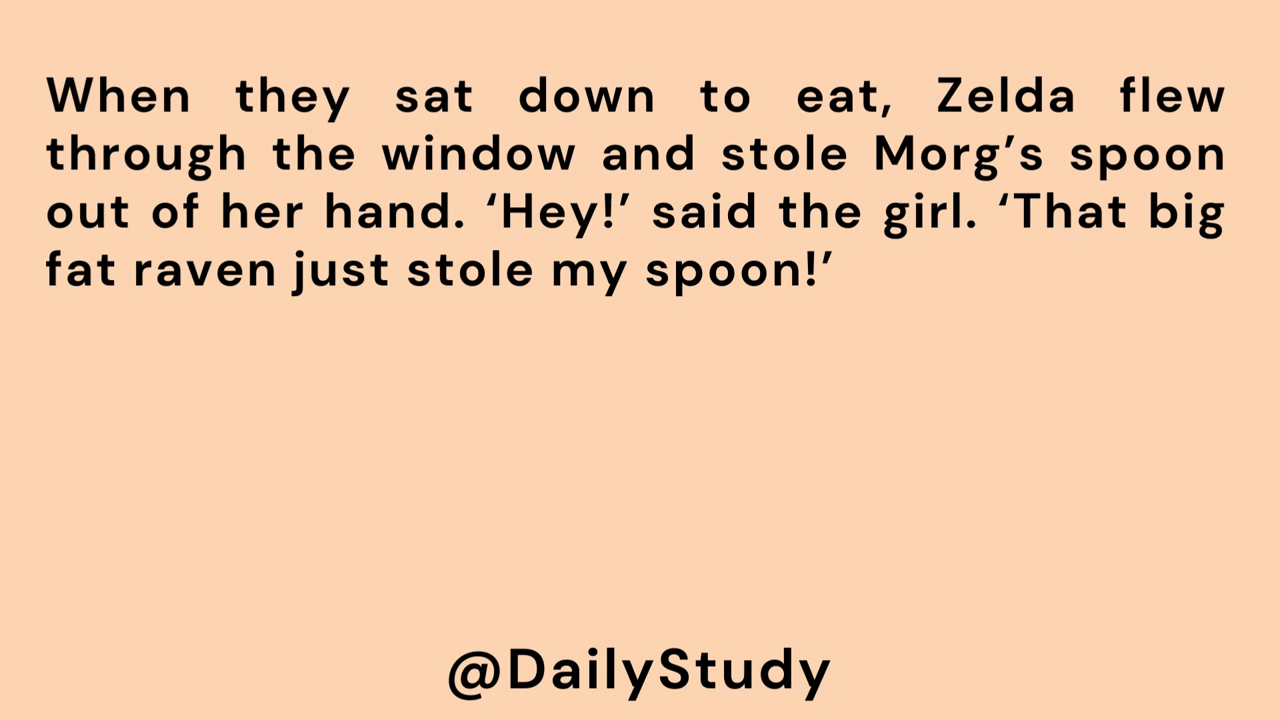 When they sat down to eat, Zelda flew
through the window and stole Morg’s spoon
out of her hand. ‘Hey!’ said the girl. ‘That big
fat raven just stole my spoon!’
@DailyStudy